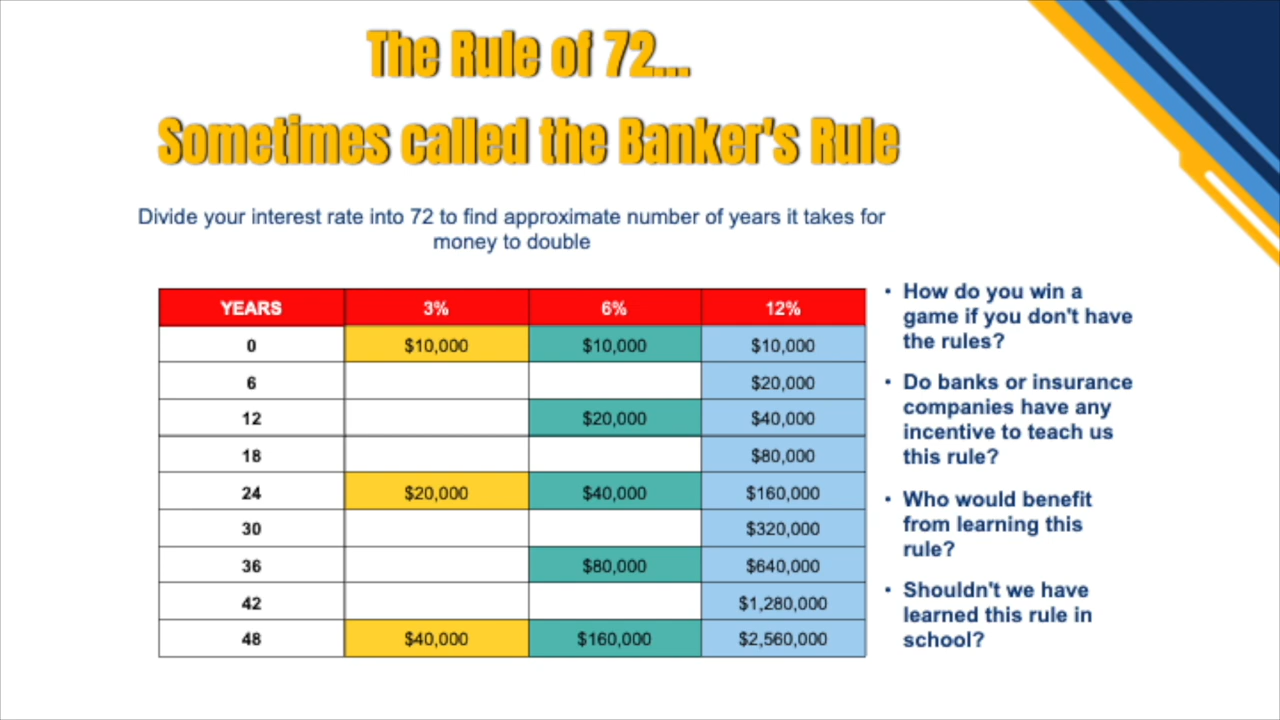 The Rule of 72...
Sometimes called the Banker's Rule
Divide your interest rate into 72 to find approximate number of years it takes for
money to double
YEARS 3% 6% 12%
0 $10,000 $10,000 $10,000
6 $20,000
12 $20,000 $40,000
18 $80,000
24 $20,000 $40,000 $160,000
30 $320,000
36 $80,000 $640,000
42 $1,280,000
48 $40,000 $160,000 $2,560,000
• How do you win a
game if you don't have
the rules?
• Do banks or insurance
companies have any
incentive to teach us
this rule?
• Who would benefit
from learning this
rule?
• Shouldn't we have
learned this rule in
school?